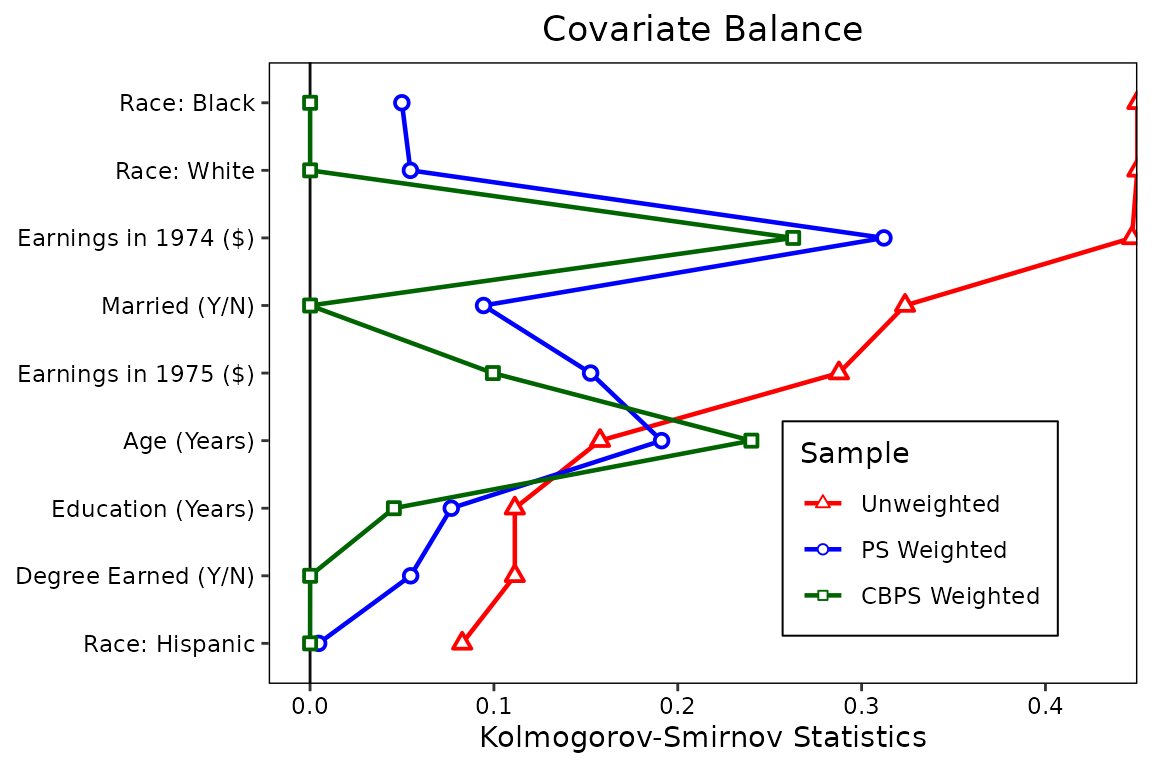 Covariate Balance
Race: Black
Race: White
Earnings in 1974 ($)
Married (Y/N)
Earnings in 1975 ($)
Age (Years)
Education (Years)
Degree Earned (Y/N)
Race: Hispanic
Sample
Unweighted
PS Weighted
CBPS Weighted
0.0 0.1 0.2 0.3 0.4
Kolmogorov-Smirnov Statistics